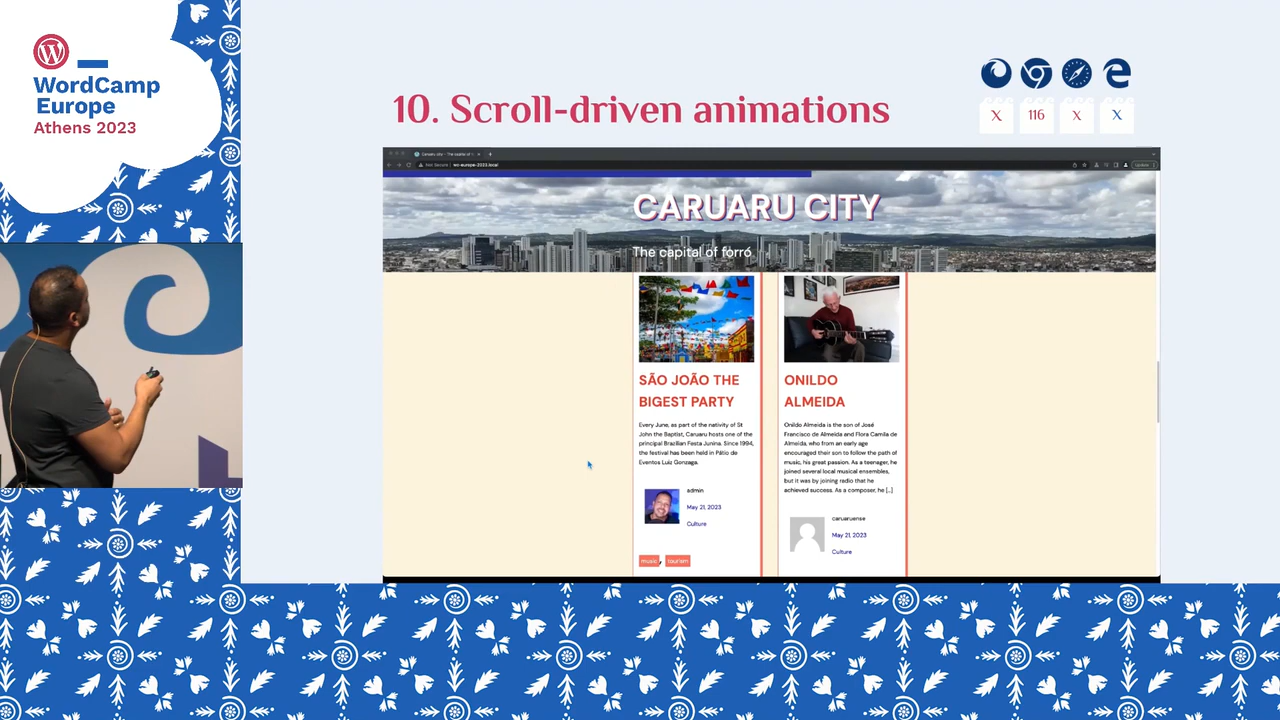 WordCamp
Europe
Athens 2023
10. Scroll-driven animations
X 116 X X
Not Secure | wc-europe-2023.local
CARUARU CITY
The capital of forró
SÃO JOÃO THE
BIGEST PARTY
Every June, as part of the nativity of St
John the Baptist, Caruaru hosts one of the
principal Brazilian Festa Junina. Since 1994,
the festival has been held in Pátio de
Eventos Luiz Gonzaga.
admin
May 21, 2023
Culture
music, tourism
ONILDO
ALMEIDA
Onildo Almeida is the son of José
Francisco de Almeida and Flora Camila de
Almeida, who from an early age
encouraged their son to follow the path of
music, his great passion. As a teenager, he
joined several local musical ensembles,
but it was by joining radio that he
achieved success. As a composer, he [...]
caruaruense
May 21, 2023
Culture